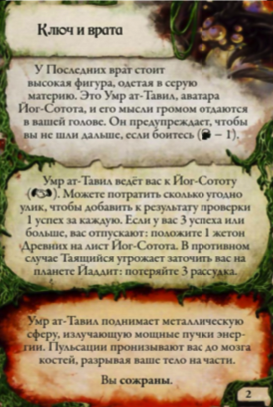 Ключ и врата
У Последних врат стоит
высокая фигура, одетая в серую
материю. Это Умр ат-Тавил, аватара
Йог-Сотота, и его мысли громом отдаются
в вашей голове. Он предупреждает, чтобы
вы не шли дальше, если боитесь ( – 1).
Умр ат-Тавил ведёт вас к Йог-Сототу
( ). Можете потратить сколько угодно
улик, чтобы добавить к результату проверки
1 успех за каждую. Если у вас 3 успеха или
больше, вас отпускают: положите 1 жетон
Древних на лист Йог-Сотота. В противном
случае Таящийся угрожает заточить вас на
планете Йаддит: потеряйте 3 рассудка.
Умр ат-Тавил поднимает металлическую
сферу, излучающую мощные пучки энер-
гии. Пульсации пронизывают вас до мозга
костей, разрывая ваше тело на части.
Вы сожраны.
2